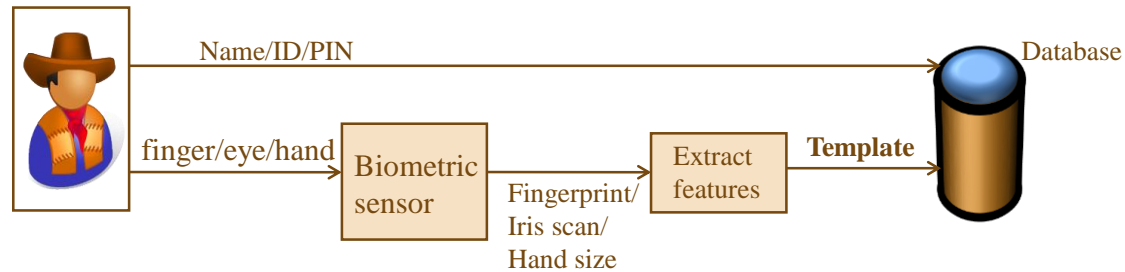 Name/ID/PIN
Database
finger/eye/hand
Biometric
sensor
Fingerprint/
Iris scan/
Hand size
Extract
features
Template